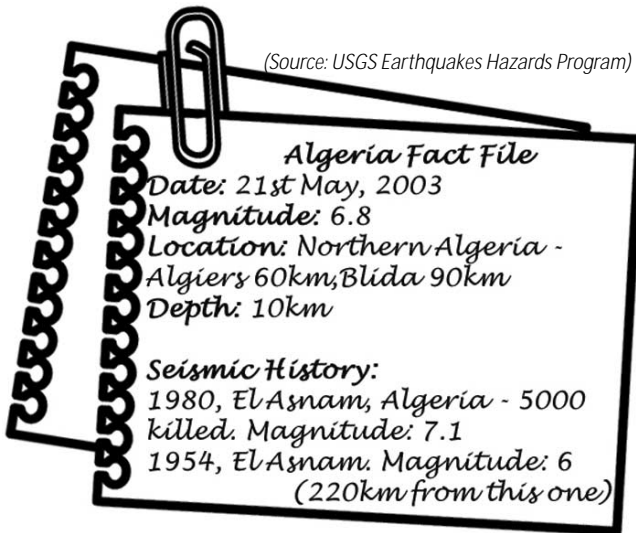 (Source: USGS Earthquakes Hazards Program)
Algeria Fact File
Date: 21st May, 2003
Magnitude: 6.8
Location: Northern Algeria -
Algiers 60km,Blida 90km
Depth: 10km
Seismic History:
1980, El Asnam, Algeria - 5000
killed. Magnitude: 7.1
1954, El Asnam. Magnitude: 6
(220km from this one)